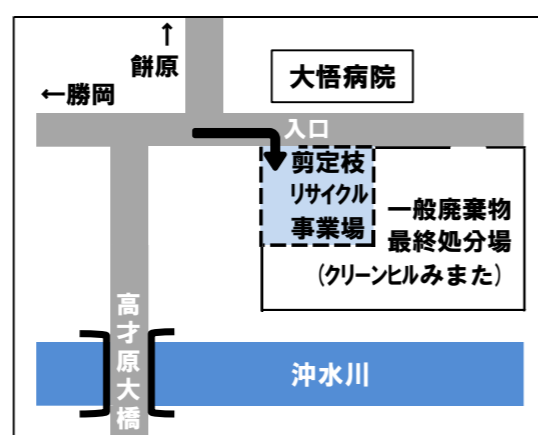 ↑
餅原
←勝岡
大悟病院
入口
剪定枝
リサイクル
事業場
一般廃棄物
最終処分場
(クリーンヒルみまた)
高才原大橋
沖水川